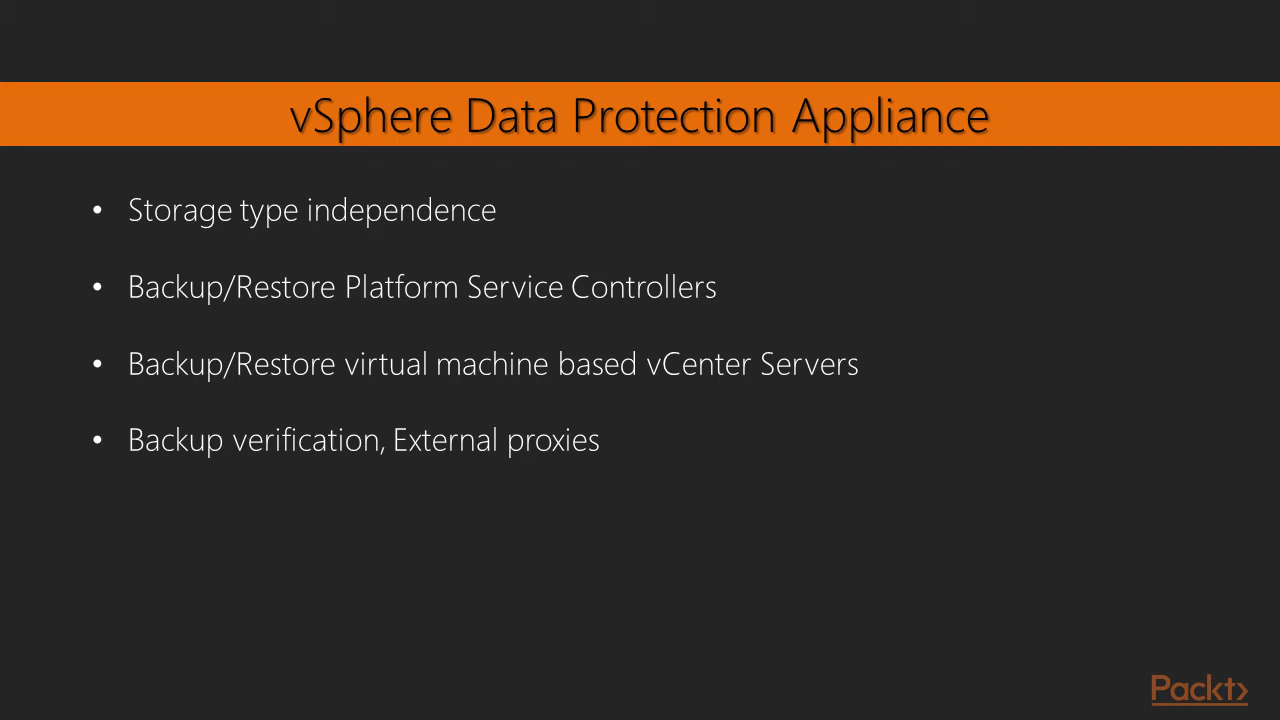 vSphere Data Protection Appliance
• Storage type independence
• Backup/Restore Platform Service Controllers
• Backup/Restore virtual machine based vCenter Servers
• Backup verification, External proxies
Packt>